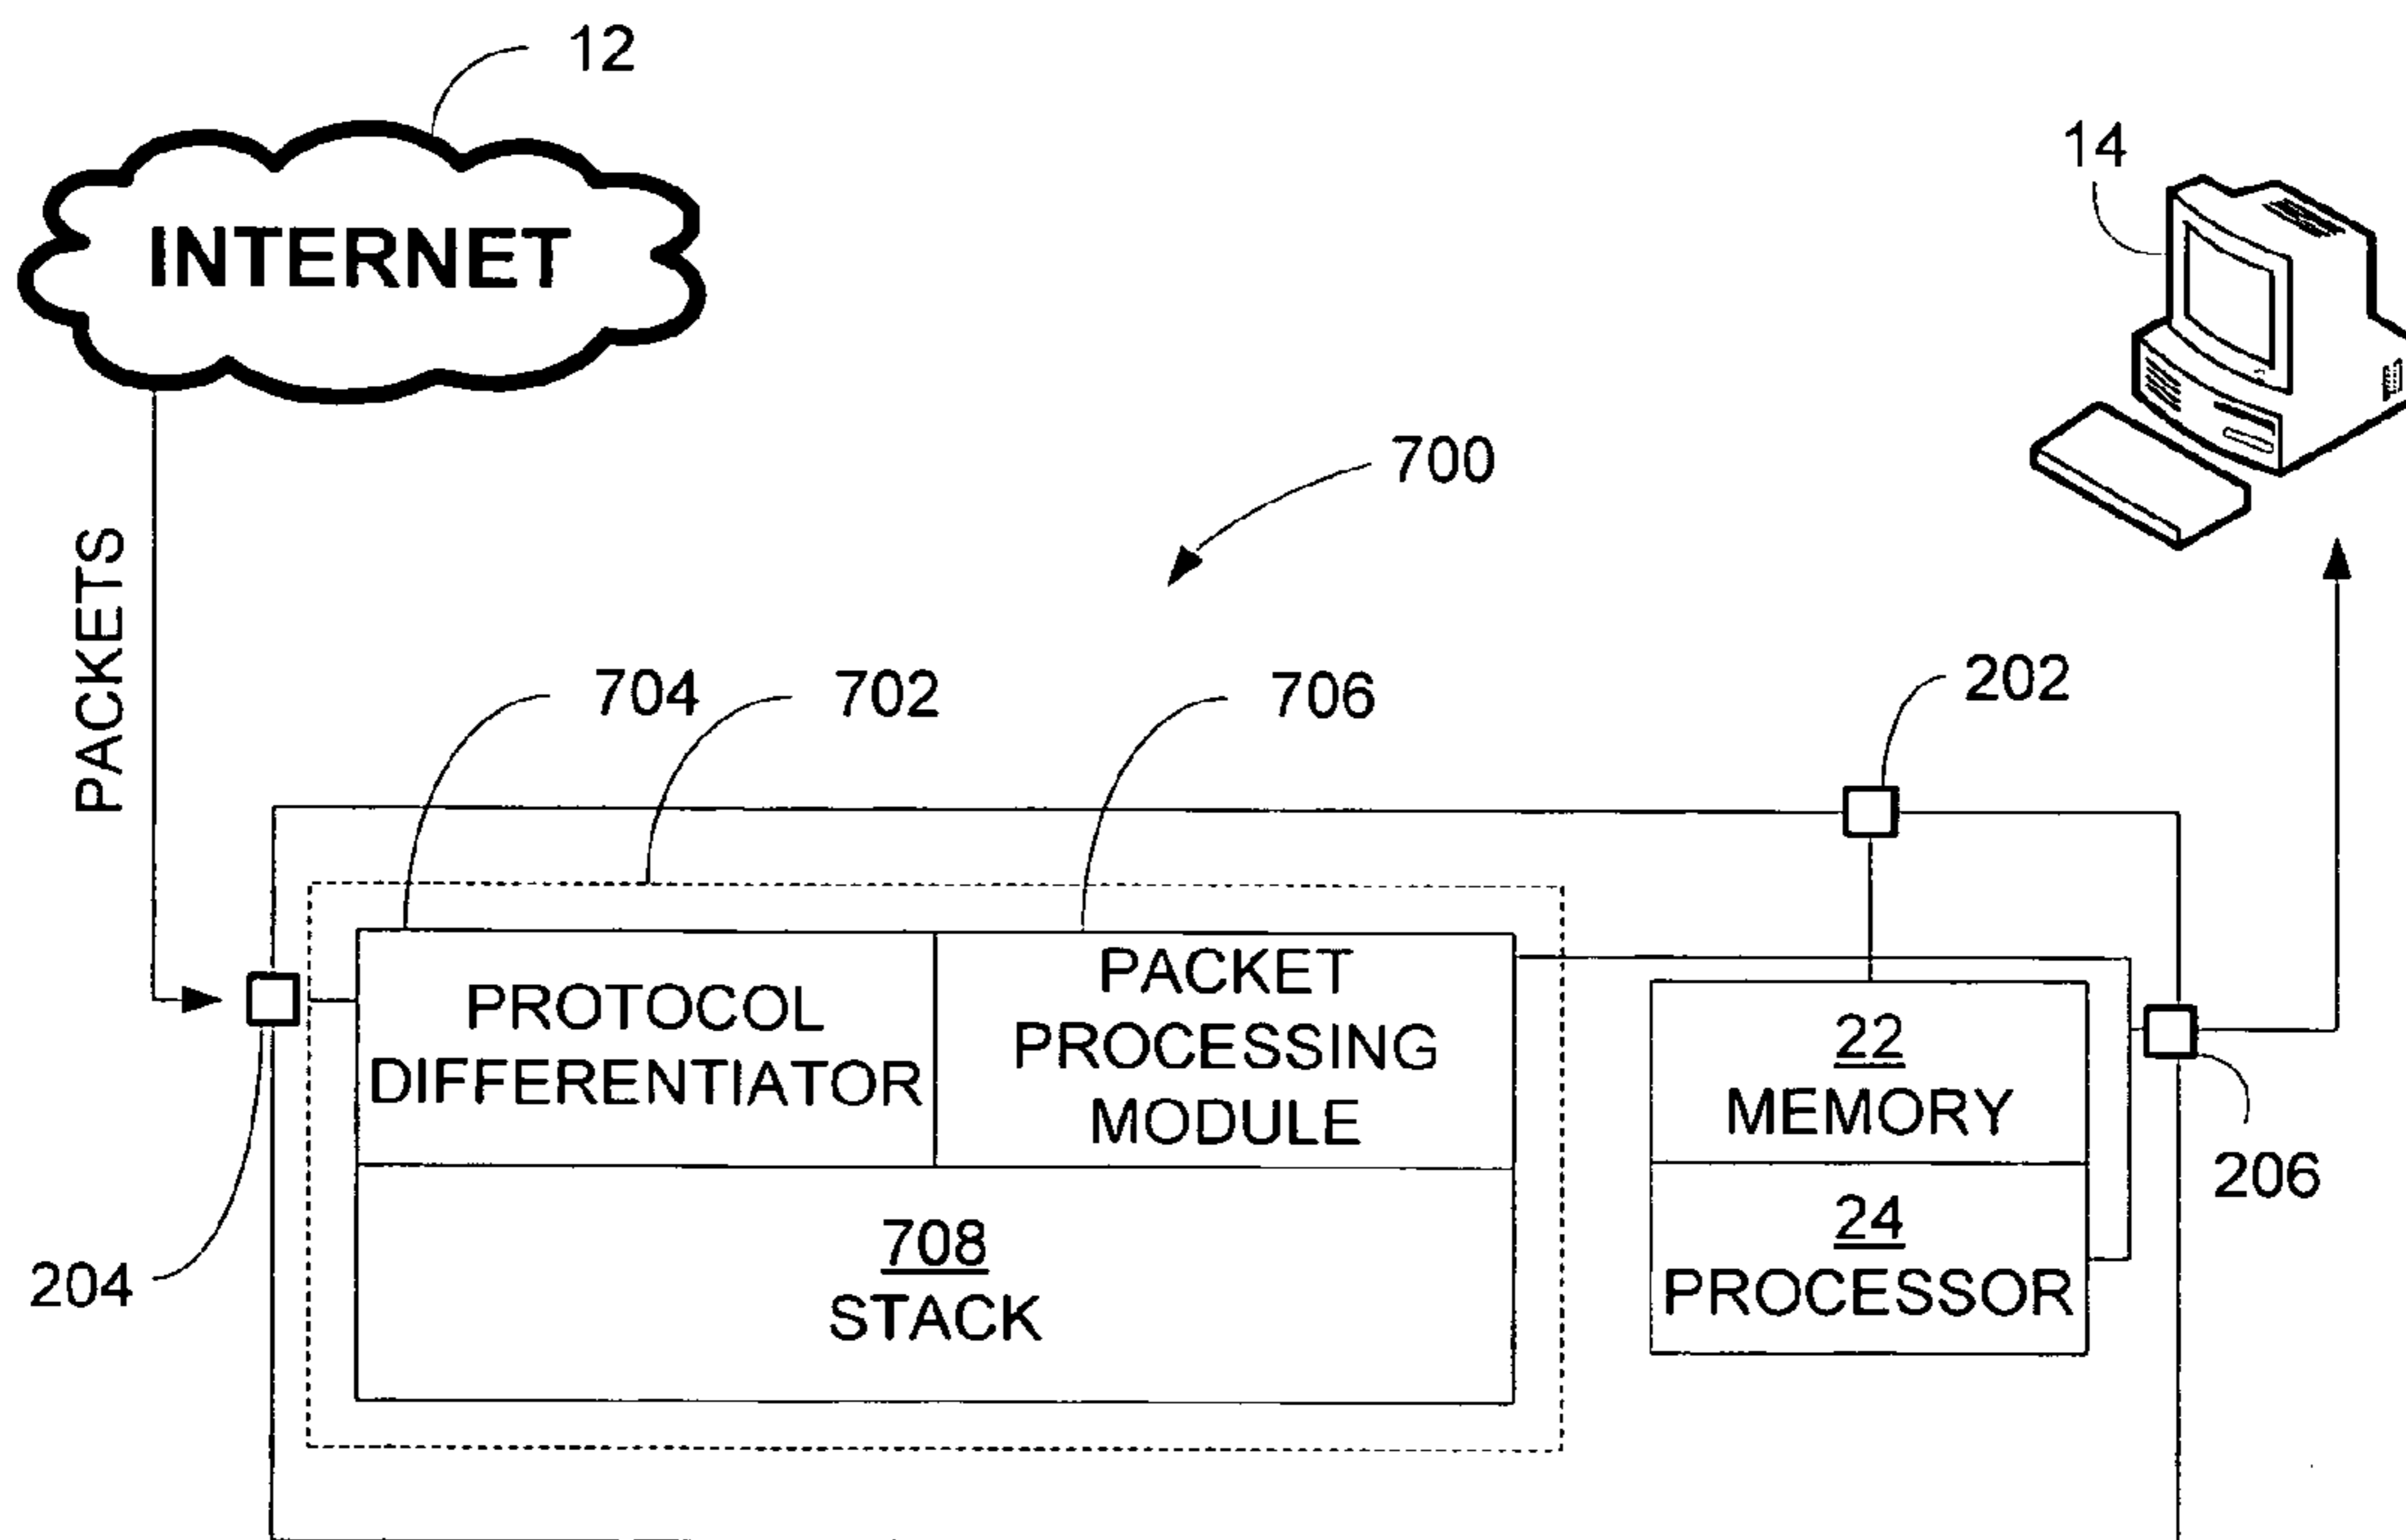 12
INTERNET
14
700
PACKETS
704
702
706
202
PROTOCOL
DIFFERENTIATOR
PACKET
PROCESSING
MODULE
22
MEMORY
206
24
PROCESSOR
204
708
STACK